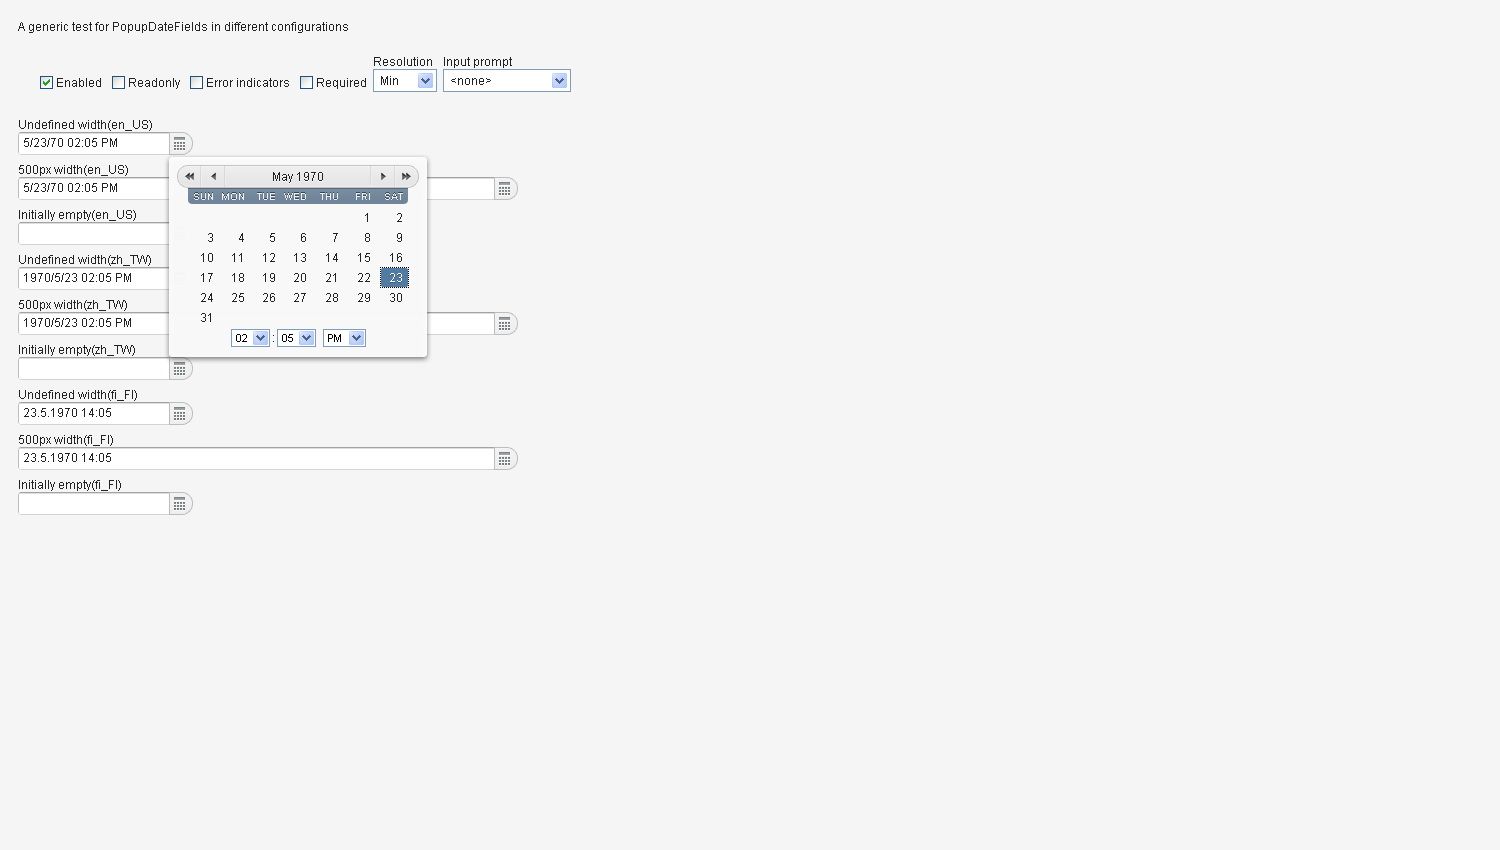 A generic test for PopupDateFields in different configurations
Resolution Input prompt
Enabled Readonly Error indicators Required Min <none>
Undefined width(en_US)
5/23/70 02:05 PM
500px width(en_US)
5/23/70 02:05 PM
Initially empty(en_US)
Undefined width(zh_TW)
1970/5/23 02:05 PM
500px width(zh_TW)
1970/5/23 02:05 PM
Initially empty(zh_TW)
Undefined width(fi_FI)
23.5.1970 14:05
500px width(fi_FI)
23.5.1970 14:05
Initially empty(fi_FI)
May 1970
SUN MON TUE WED THU FRI SAT
1 2
3 4 5 6 7 8 9
10 11 12 13 14 15 16
17 18 19 20 21 22 23
24 25 26 27 28 29 30
31
02 : 05 PM